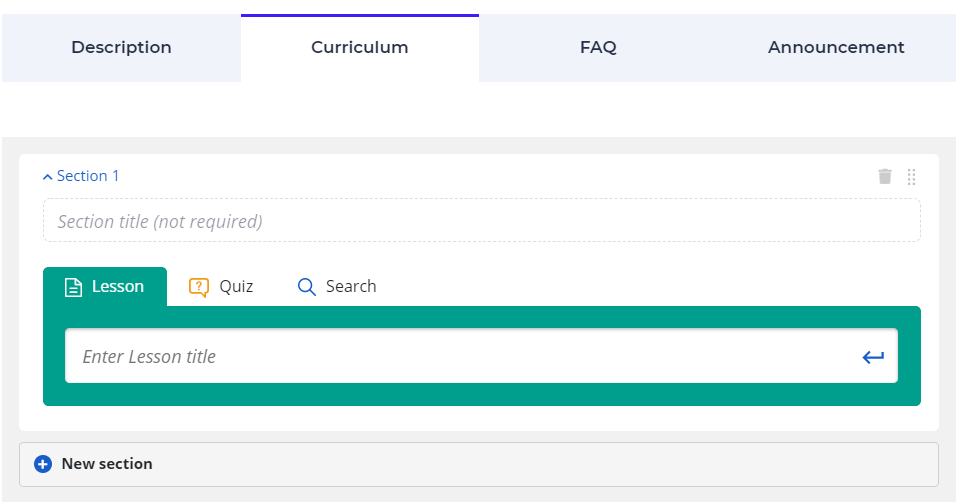 Description Curriculum FAQ Announcement
Section 1
Section title (not required)
Lesson Quiz Search
Enter Lesson title
New section